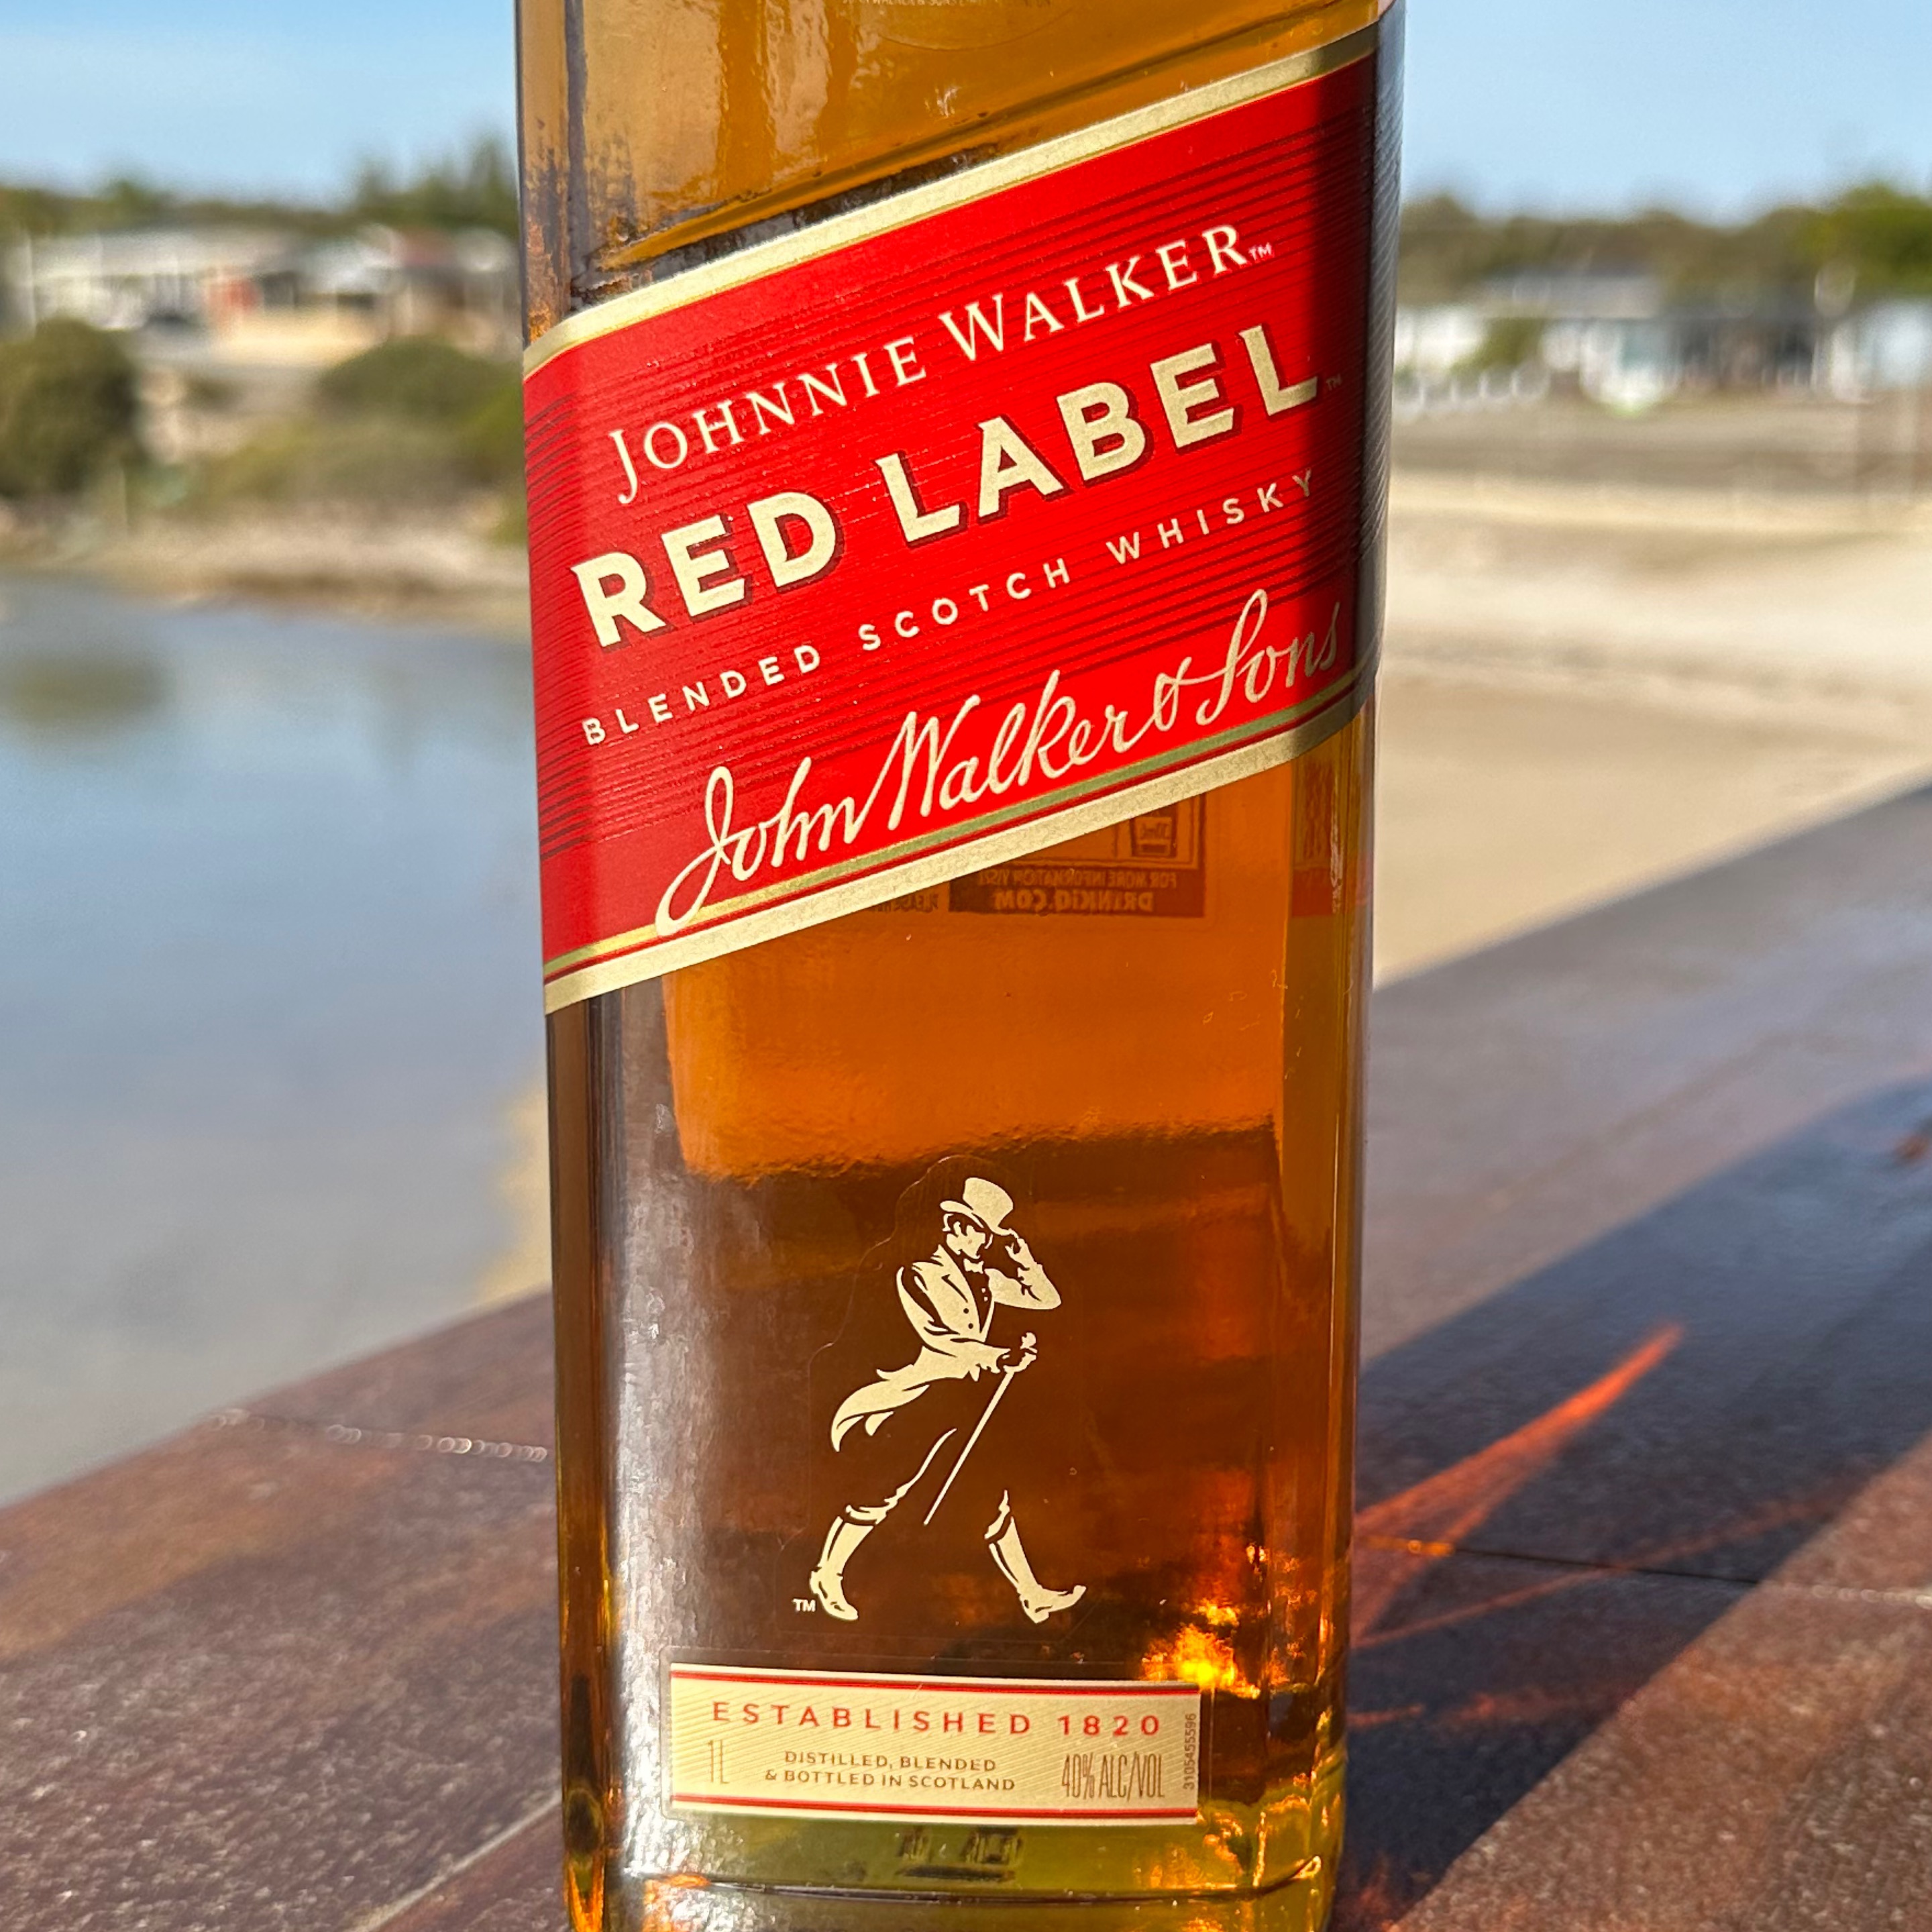 JOHNNIE WALKER™
RED LABEL™
BLENDED SCOTCH WHISKY
John Walker & Sons
FOR MORE INFORMATION VISIT
DRINKiQ.COM
TM
ESTABLISHED 1820
1L
DISTILLED, BLENDED
& BOTTLED IN SCOTLAND
40% ALC/VOL
3105455596